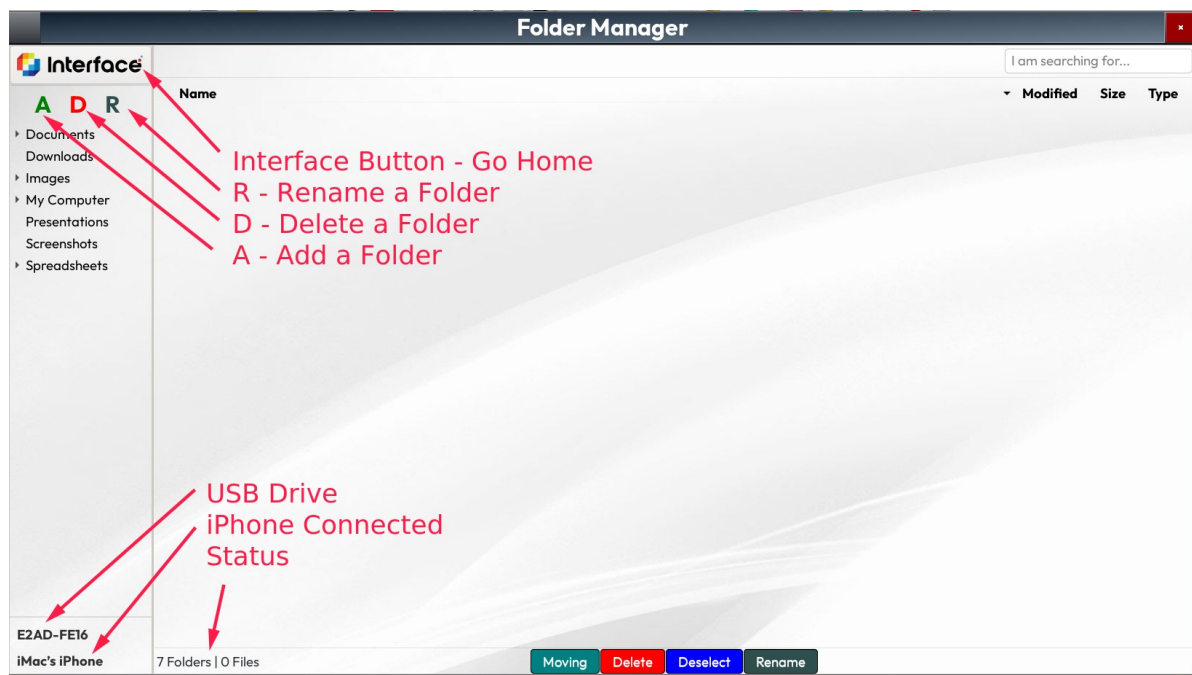 Folder Manager
×
Interface
I am searching for...
A D R
Name
Modified Size Type
Documents
Downloads
Images
My Computer
Presentations
Screenshots
Spreadsheets
Interface Button - Go Home
R - Rename a Folder
D - Delete a Folder
A - Add a Folder
USB Drive
iPhone Connected
Status
E2AD-FE16
iMac's iPhone
7 Folders | 0 Files
Moving Delete Deselect Rename